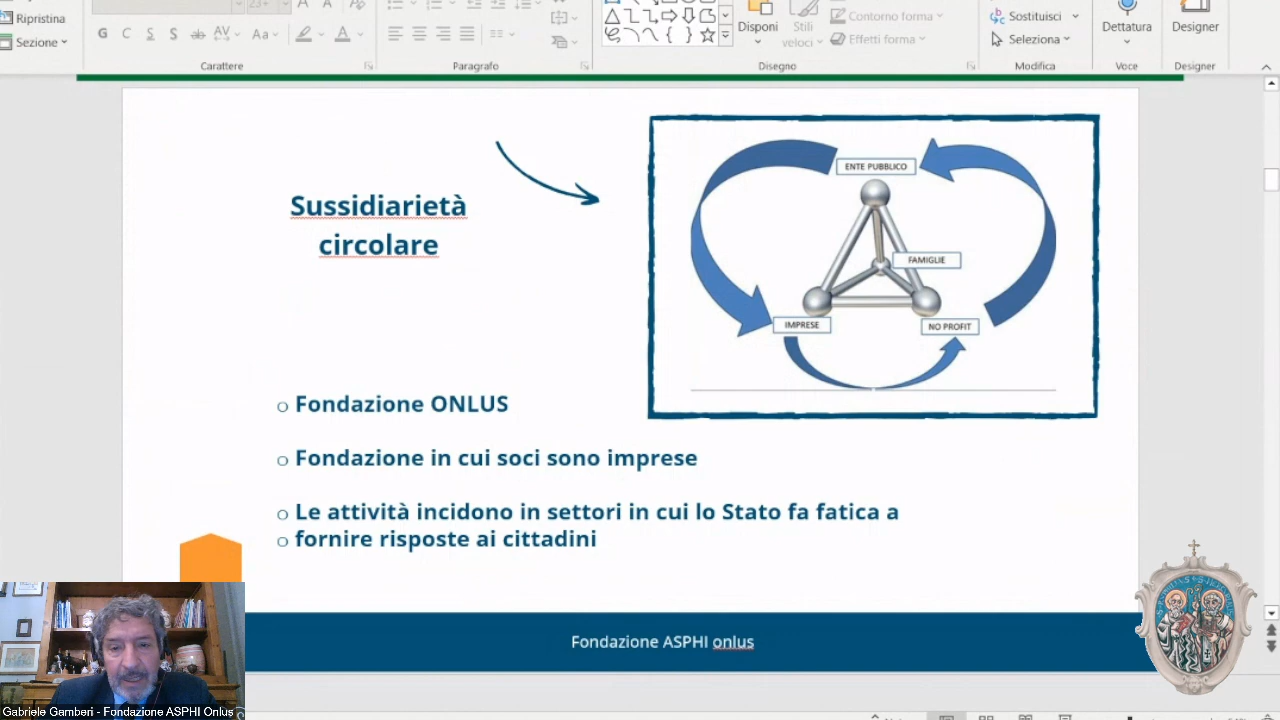 Ripristina
Sezione
G C S S ab AV Aa A
Carattere
Paragrafo
Disponi
Stili
veloci
Contorno forma
Effetti forma
Disegno
Sostituisci
Seleziona
Modifica
Dettatura
Voce
Designer
Designer
Sussidiarietà
circolare
ENTE PUBBLICO
FAMIGLIE
IMPRESE
NO PROFIT
o Fondazione ONLUS
o Fondazione in cui soci sono imprese
o Le attività incidono in settori in cui lo Stato fa fatica a
o fornire risposte ai cittadini
Fondazione ASPHI onlus
Gabriele Gamberi - Fondazione ASPHI Onlus